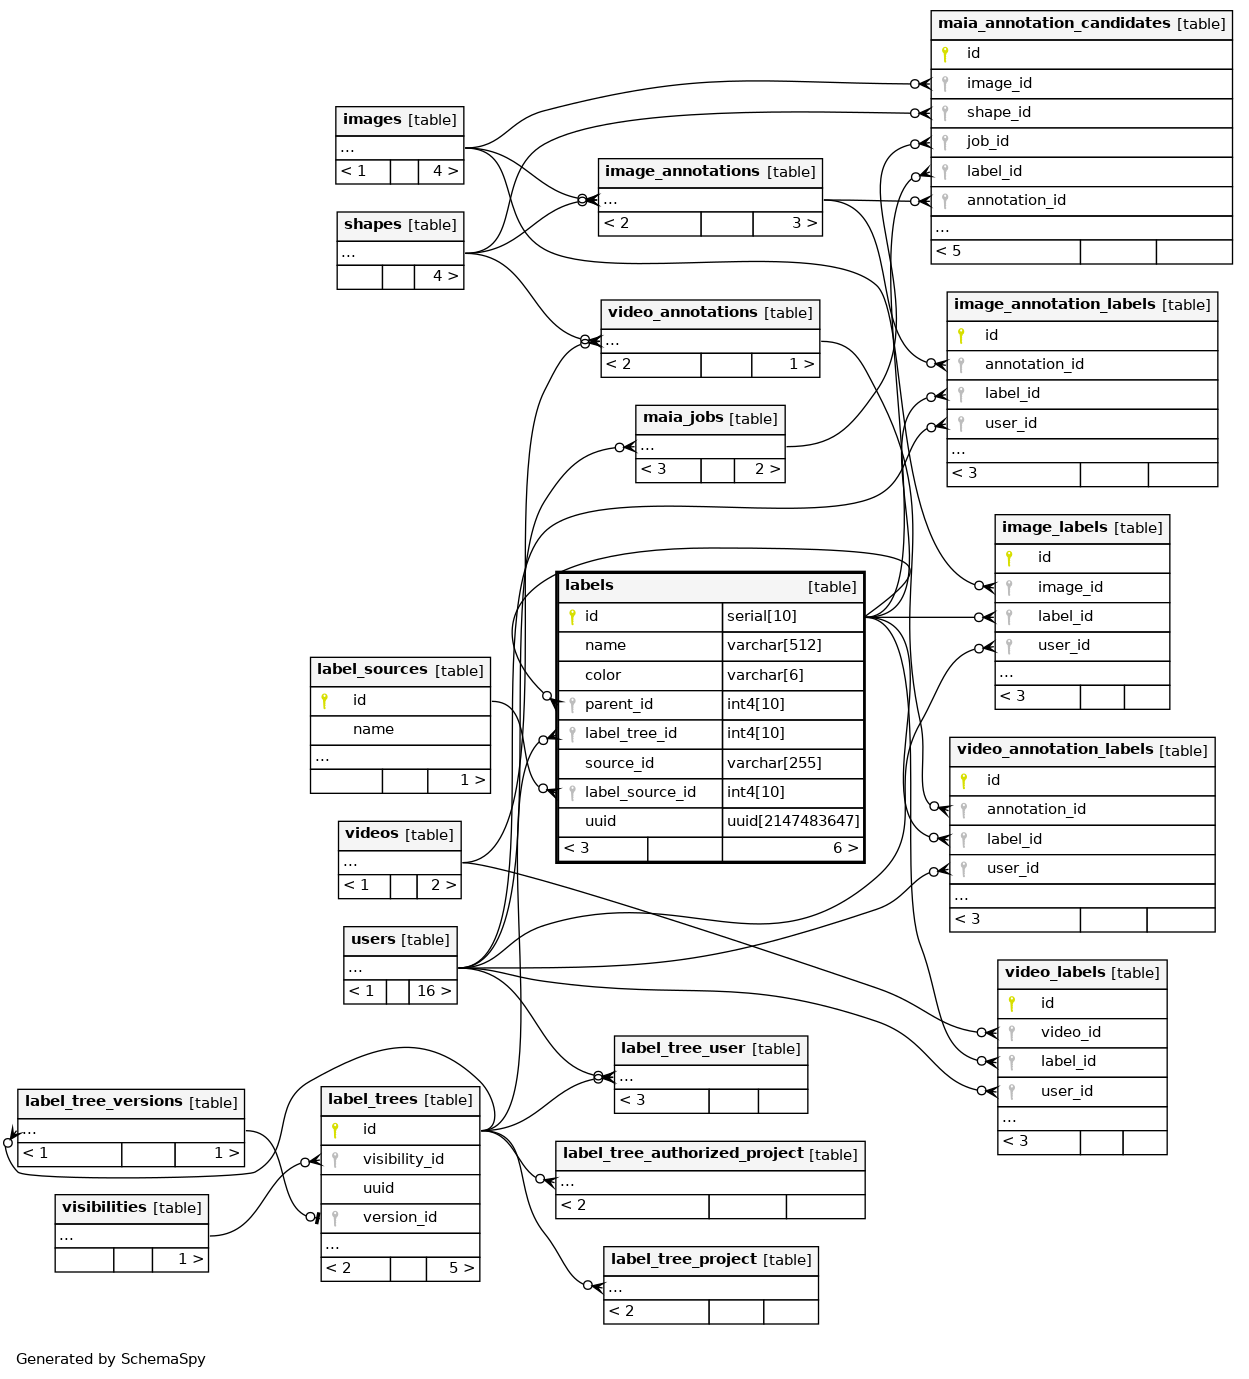 maia_annotation_candidates [table]
id
image_id
shape_id
job_id
label_id
annotation_id
...
< 5
images [table]
...
< 1 4 >
image_annotations [table]
...
< 2 3 >
shapes [table]
...
4 >
video_annotations [table]
...
< 2 1 >
image_annotation_labels [table]
id
annotation_id
label_id
user_id
...
< 3
maia_jobs [table]
...
< 3 2 >
image_labels [table]
id
image_id
label_id
user_id
...
< 3
labels [table]
id serial[10]
name varchar[512]
color varchar[6]
parent_id int4[10]
label_tree_id int4[10]
source_id varchar[255]
label_source_id int4[10]
uuid uuid[2147483647]
< 3 6 >
label_sources [table]
id
name
...
1 >
video_annotation_labels [table]
id
annotation_id
label_id
user_id
...
< 3
videos [table]
...
< 1 2 >
users [table]
...
< 1 16 >
video_labels [table]
id
video_id
label_id
user_id
...
< 3
label_tree_user [table]
...
< 3
label_tree_versions [table]
...
< 1 1 >
label_trees [table]
id
visibility_id
uuid
version_id
...
< 2 5 >
label_tree_authorized_project [table]
...
< 2
visibilities [table]
...
1 >
label_tree_project [table]
...
< 2
Generated by SchemaSpy